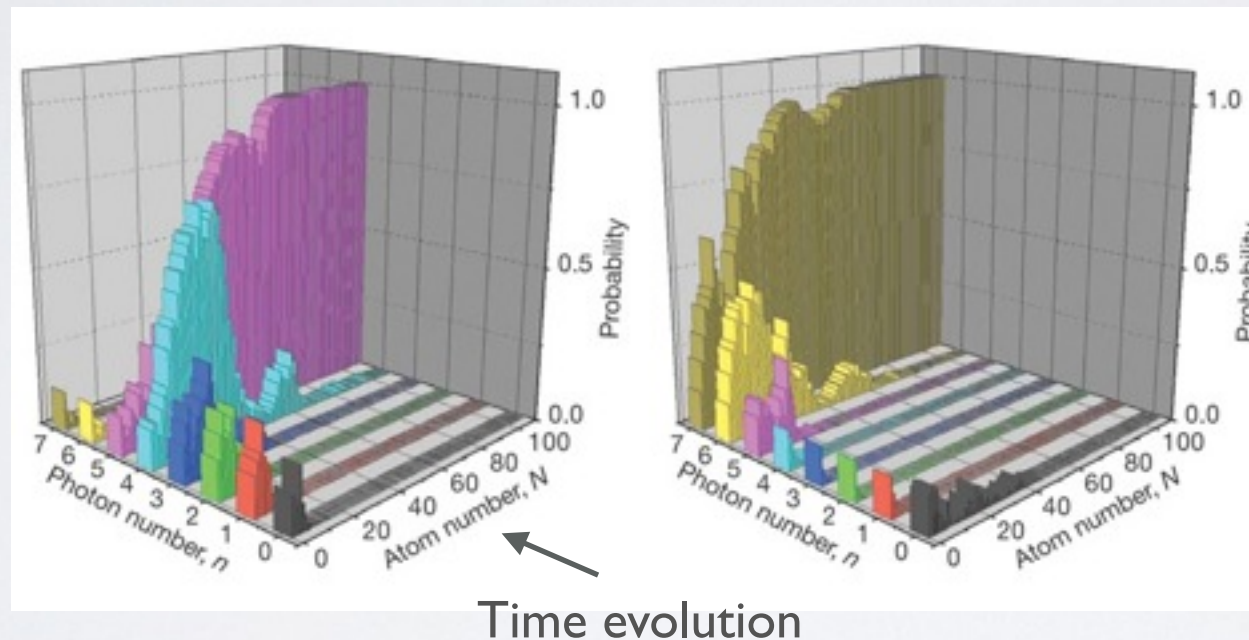 1.0
0.5
0.0
Probability
7 6 5 4 3 2 1 0
Photon number, n
0 20 40 60 80 100
Atom number, N
1.0
0.5
0.0
Probability
7 6 5 4 3 2 1 0
Photon number, n
0 20 40 60 80 100
Atom number, N
Time evolution